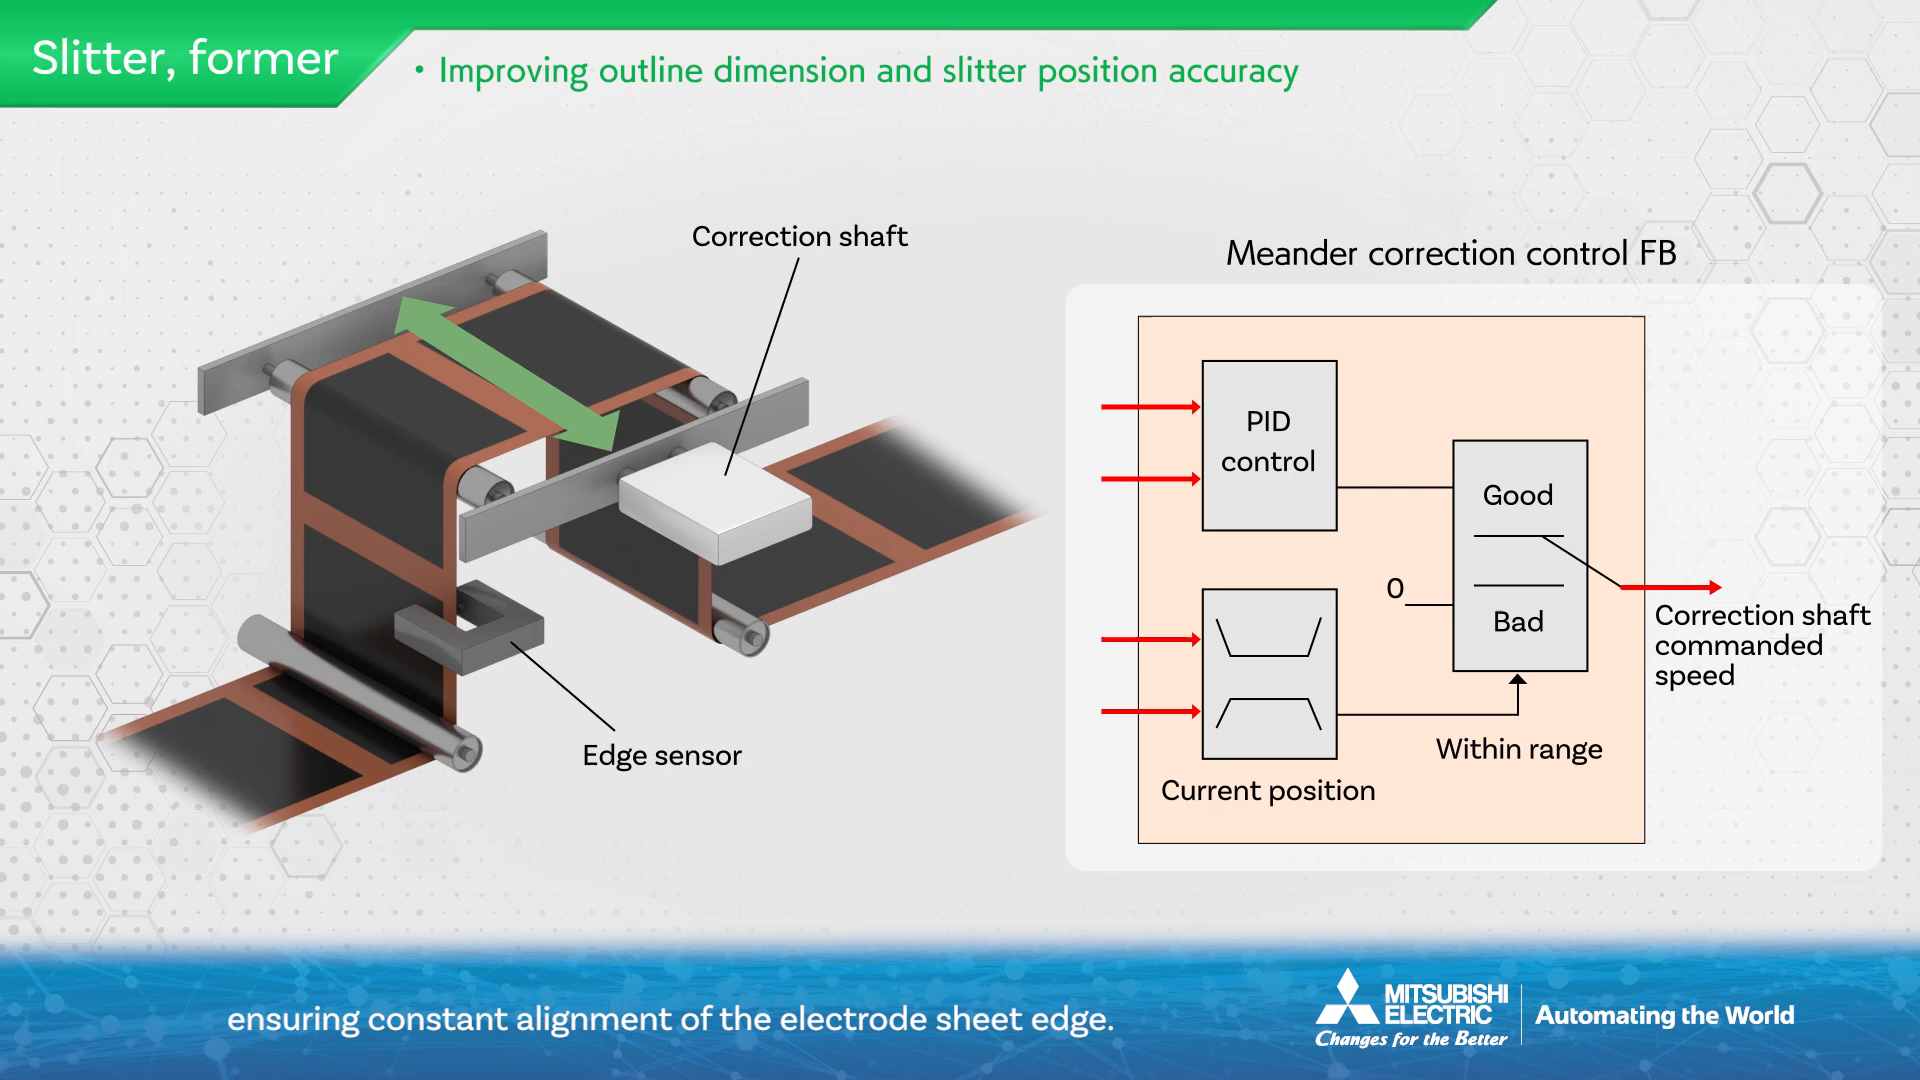 Slitter, former
• Improving outline dimension and slitter position accuracy
Correction shaft
Edge sensor
Meander correction control FB
PID
control
Good
0
Bad
Correction shaft
commanded
speed
Within range
Current position
ensuring constant alignment of the electrode sheet edge.
MITSUBISHI
ELECTRIC
Changes for the Better
Automating the World